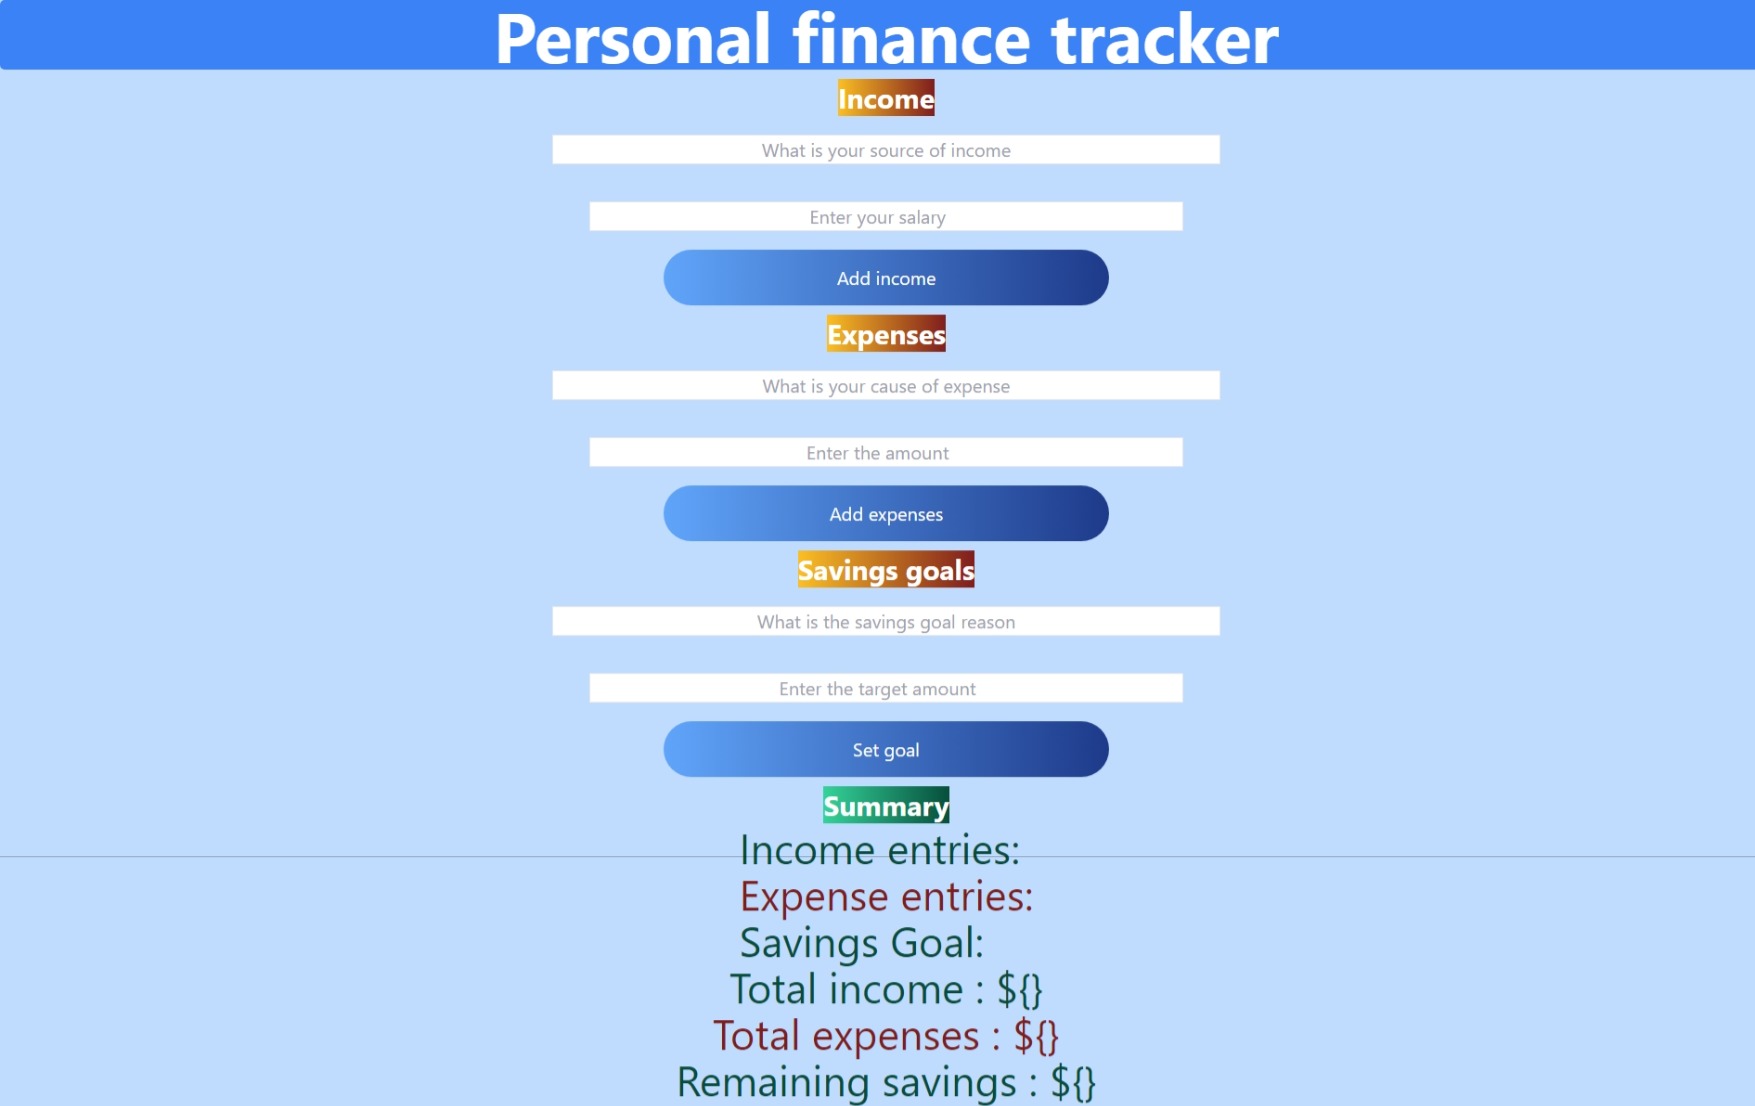 Personal finance tracker
Income
What is your source of income
Enter your salary
Add income
Expenses
What is your cause of expense
Enter the amount
Add expenses
Savings goals
What is the savings goal reason
Enter the target amount
Set goal
Summary
Income entries:
Expense entries:
Savings Goal:
Total income : ${}
Total expenses : ${}
Remaining savings : ${}